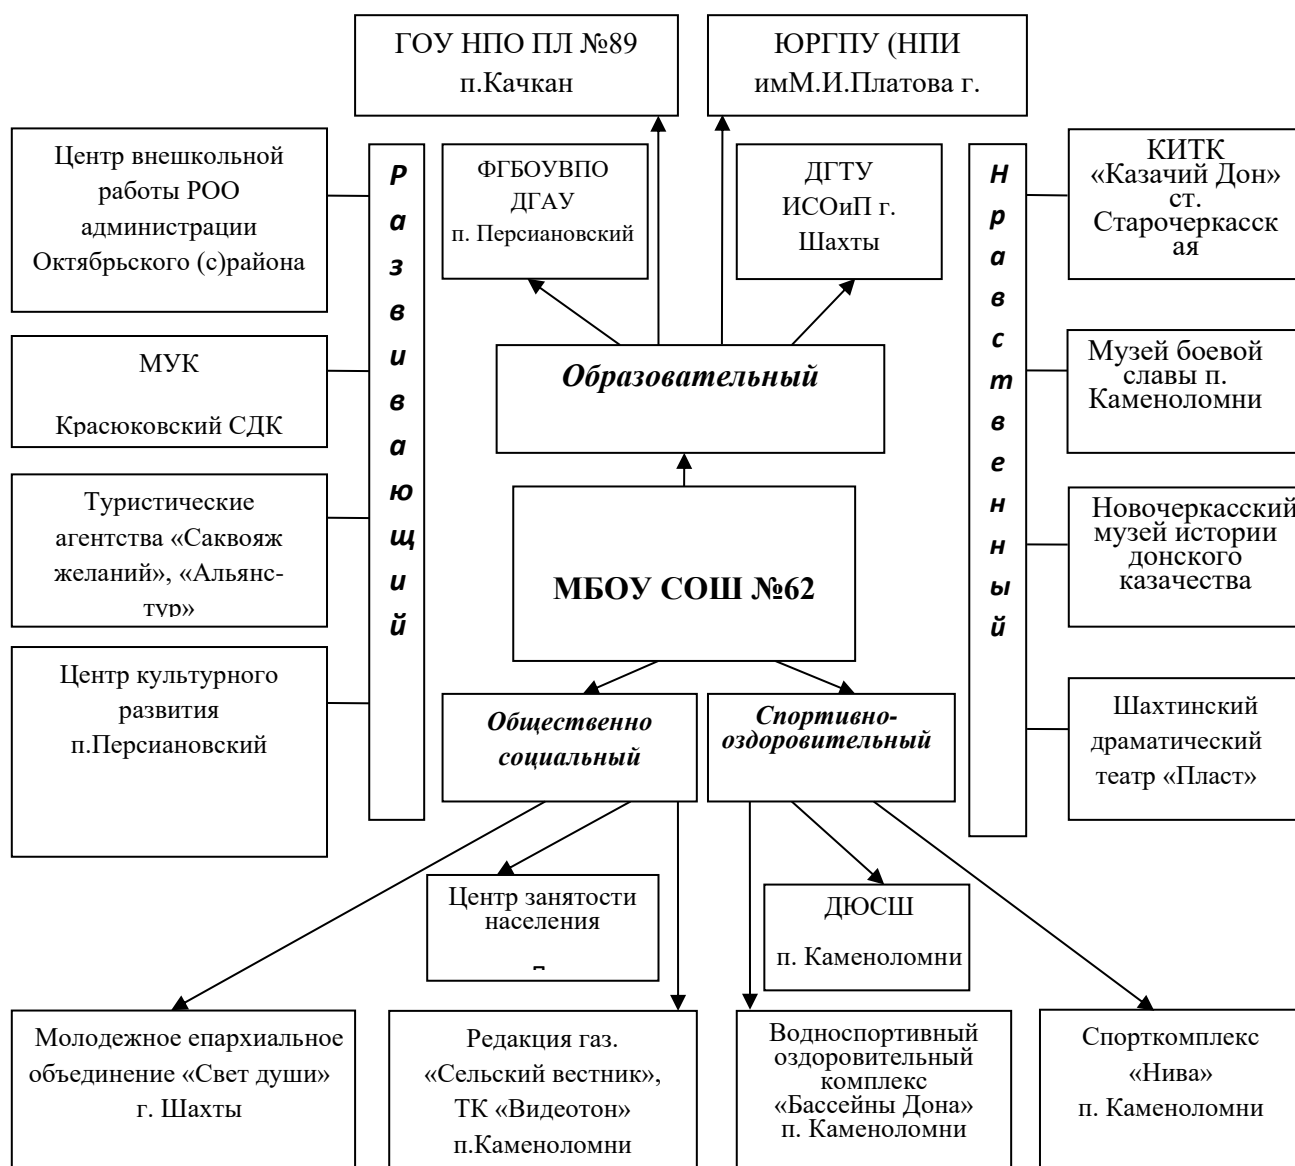 ГОУ НПО ПЛ №89
п.Качкан
ЮРГПУ (НПИ
имМ.И.Платова г.
Центр внешкольной
работы РОО
администрации
Октябрьского (с)района
Развивающий
ФГБОУВПО
ДГАУ
п. Персиановский
ДГТУ
ИСОиП г.
Шахты
Нравственный
КИТК
«Казачий Дон»
ст.
Старочеркасск
ая
МУК
Красюковский СДК
Образовательный
Музей боевой
славы п.
Каменоломни
Туристические
агентства «Саквояж
желаний», «Альянс-
тур»
МБОУ СОШ №62
Новочеркасский
музей истории
донского
казачества
Центр культурного
развития
п.Персиановский
Общественно
социальный
Спортивно-
оздоровительный
Шахтинский
драматический
театр «Пласт»
Центр занятости
населения
ДЮСШ
п. Каменоломни
Молодежное епархиальное
объединение «Свет души»
г. Шахты
Редакция газ.
«Сельский вестник»,
ТК «Видеотон»
п.Каменоломни
Водноспортивный
оздоровительный
комплекс
«Бассейны Дона»
п. Каменоломни
Спорткомплекс
«Нива»
п. Каменоломни